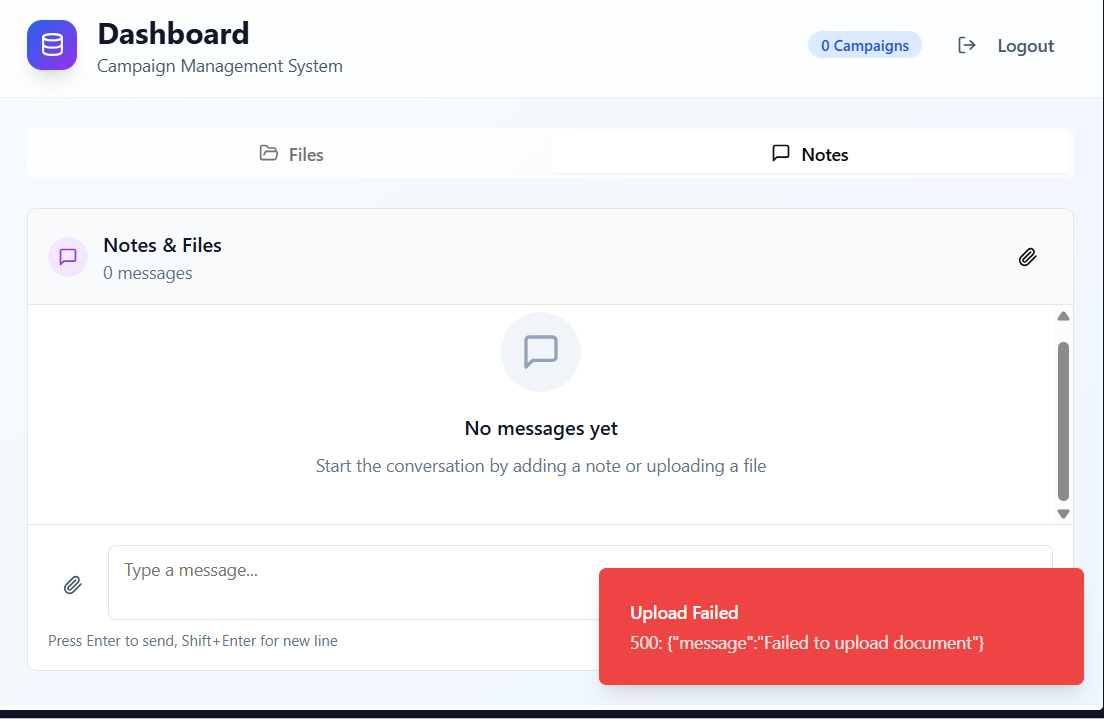 Dashboard
Campaign Management System
0 Campaigns
Logout
Files
Notes
Notes & Files
0 messages
No messages yet
Start the conversation by adding a note or uploading a file
Type a message...
Press Enter to send, Shift+Enter for new line
Upload Failed
500: {"message":"Failed to upload document"}